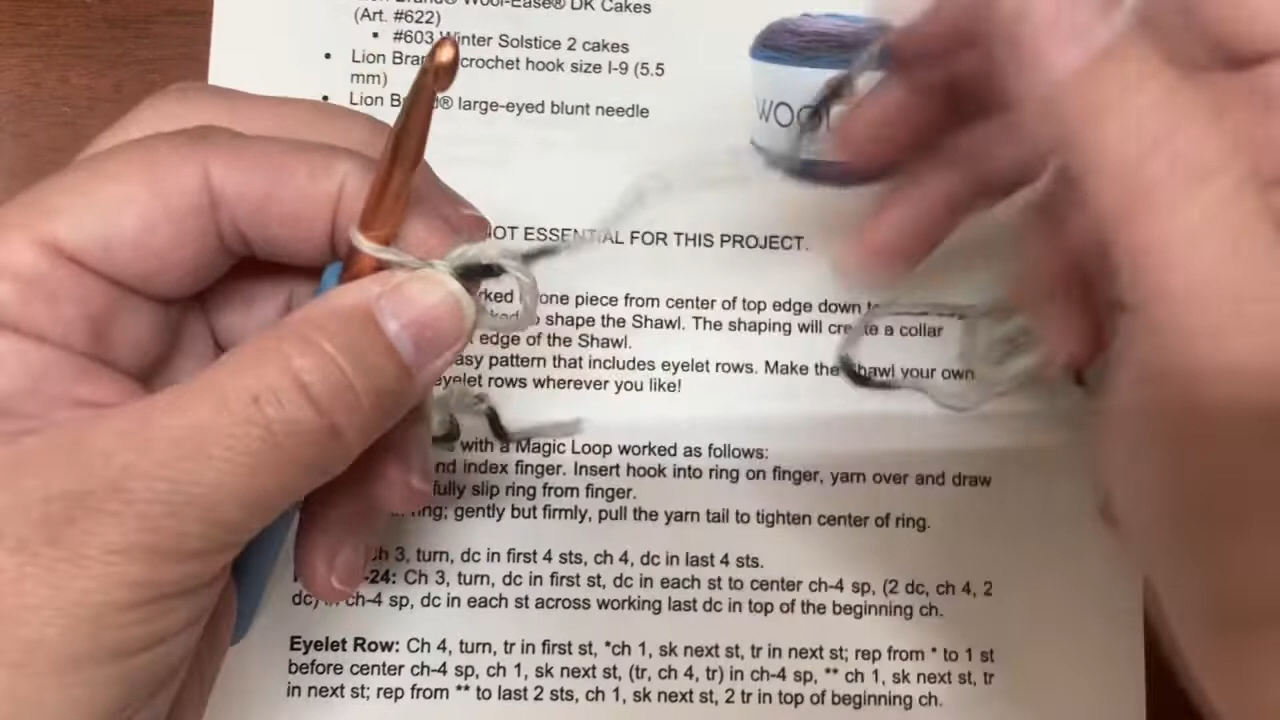 Wool-Ease® DK Cakes
(Art. #622)
▪ #603 Winter Solstice 2 cakes
• Lion crochet hook size I-9 (5.5
mm)
• Lion large-eyed blunt needle
WOOL
NOT ESSENTIAL FOR THIS PROJECT.
one piece from center of top edge down
shape the Shawl. The shaping will create a collar
edge of the Shawl.
easy pattern that includes eyelet rows. Make the Shawl your own
eyelet rows wherever you like!
with a Magic Loop worked as follows:
index finger. Insert hook into ring on finger, yarn over and draw
slip ring from finger.
ring; gently but firmly, pull the yarn tail to tighten center of ring.
ch 3, turn, dc in first 4 sts, ch 4, dc in last 4 sts.
-24: Ch 3, turn, dc in first st, dc in each st to center ch-4 sp, (2 dc, ch 4, 2
dc) in ch-4 sp, dc in each st across working last dc in top of the beginning ch.
Eyelet Row: Ch 4, turn, tr in first st, *ch 1, sk next st, tr in next st; rep from * to 1 st
before center ch-4 sp, ch 1, sk next st, (tr, ch 4, tr) in ch-4 sp, ** ch 1, sk next st, tr
in next st; rep from ** to last 2 sts, ch 1, sk next st, 2 tr in top of beginning ch.